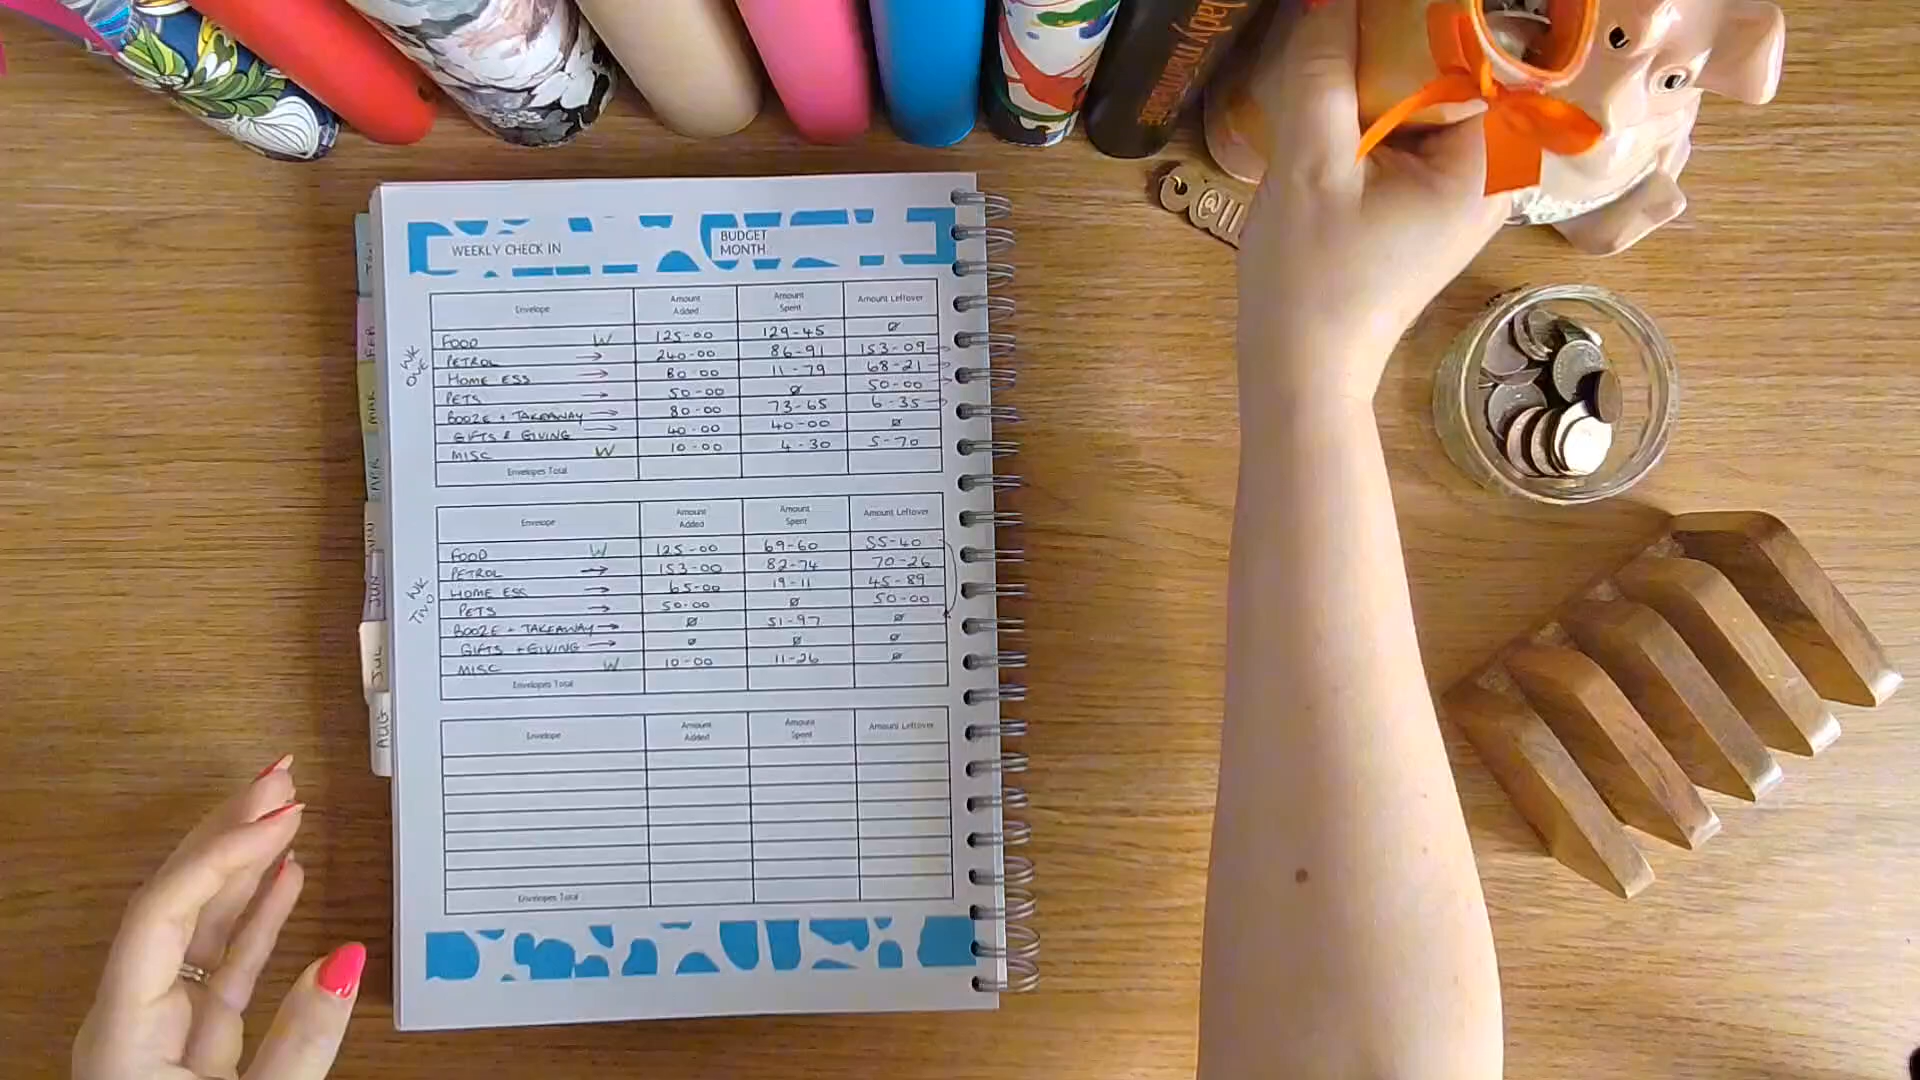 lady moneymouse
@ll
WEEKLY CHECK IN
BUDGET MONTH
WK ONE
Envelope Amount Added Amount Spent Amount Leftover
FOOD W 125-00 129-45 ø
PETROL → 240-00 86-91 153-09 →
HOME ESS → 80-00 11-79 68-21 →
PETS → 50-00 ø 50-00 →
BOOZE + TAKEAWAY → 80-00 73-65 6-35 →
GIFTS & GIVING → 40-00 40-00 ø
MISC W 10-00 4-30 5-70
Envelopes Total
WK TWO
Envelope Amount Added Amount Spent Amount Leftover
FOOD W 125-00 69-60 55-40
PETROL → 153-00 82-74 70-26
HOME ESS → 65-00 19-11 45-89
PETS → 50-00 ø 50-00
BOOZE + TAKEAWAY → ø 51-97 ø
GIFTS + GIVING → ø ø ø
MISC W 10-00 11-26 ø
Envelopes Total
Envelope Amount Added Amount Spent Amount Leftover
Envelopes Total
FEB
MAR
APR
JUN
JUL
AUG